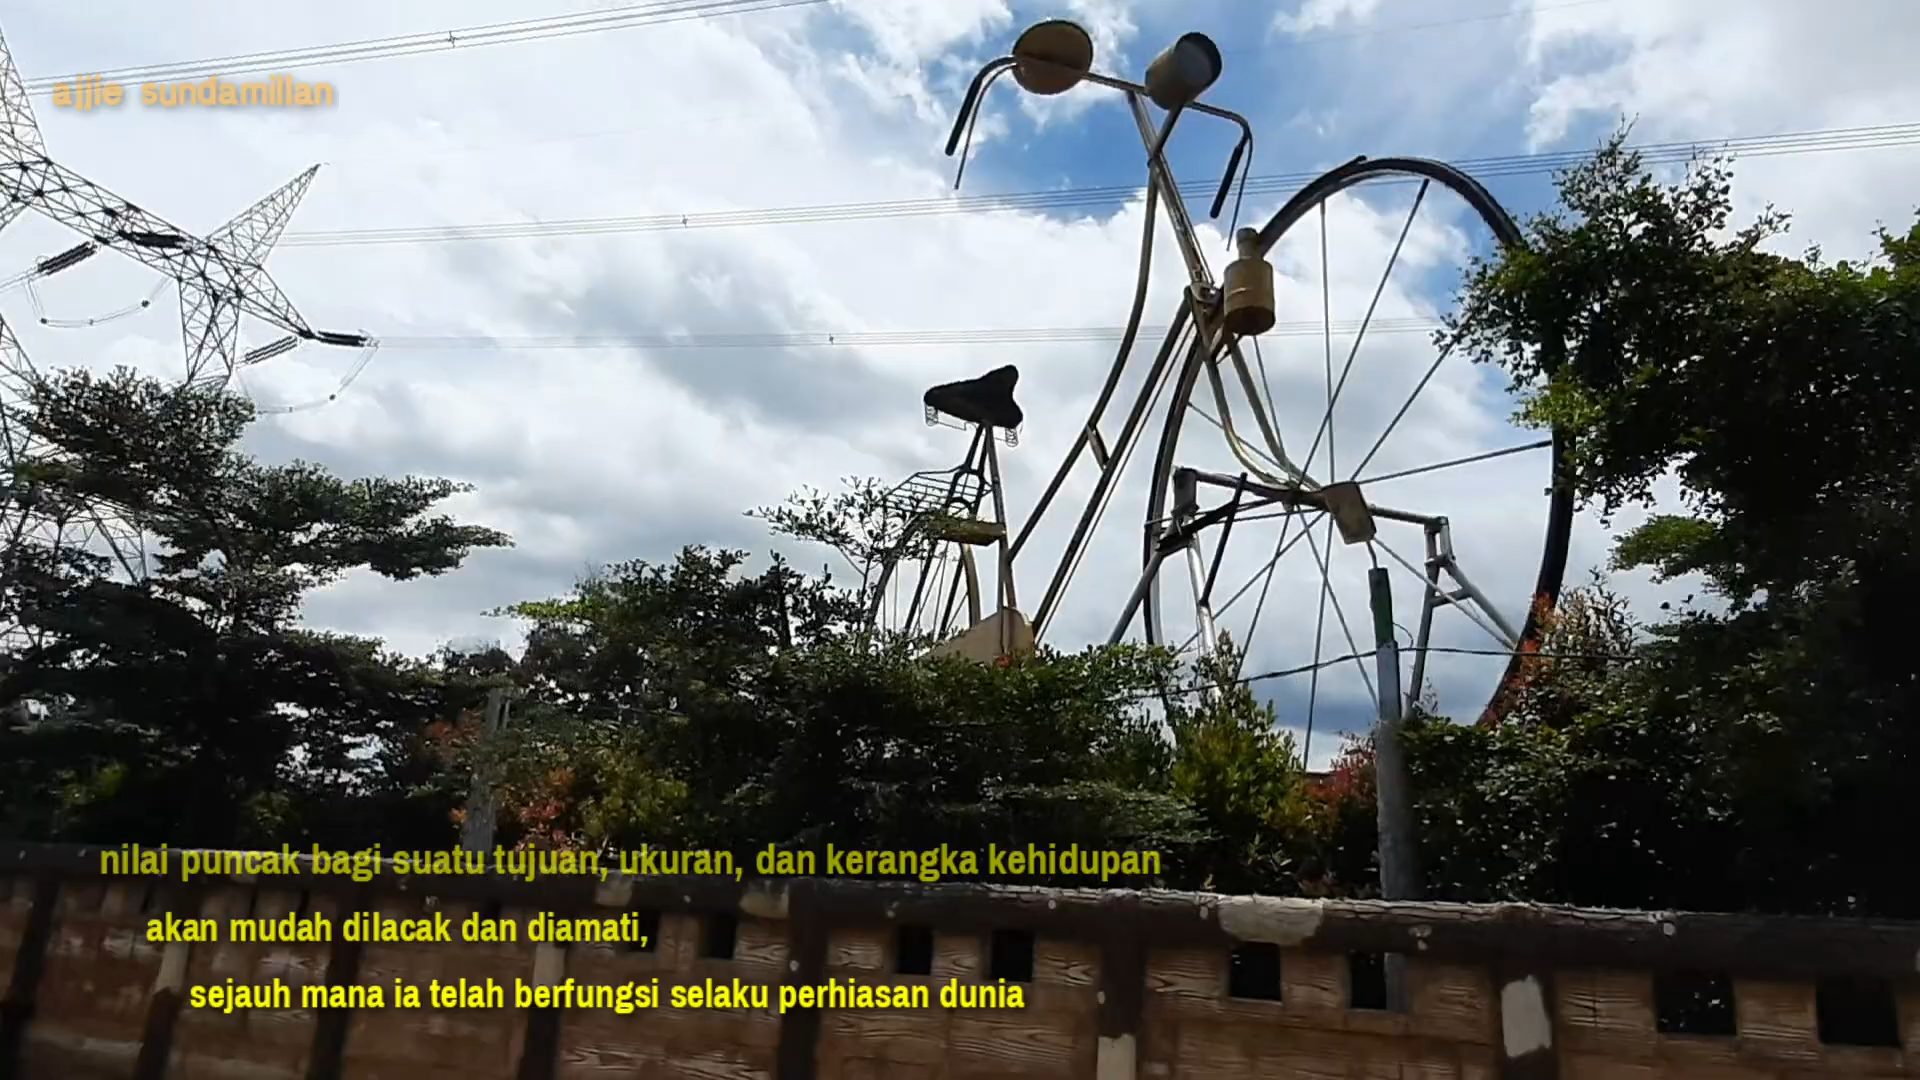 ajjie sundamillan
nilai puncak bagi suatu tujuan, ukuran, dan kerangka kehidupan
akan mudah dilacak dan diamati,
sejauh mana ia telah berfungsi selaku perhiasan dunia